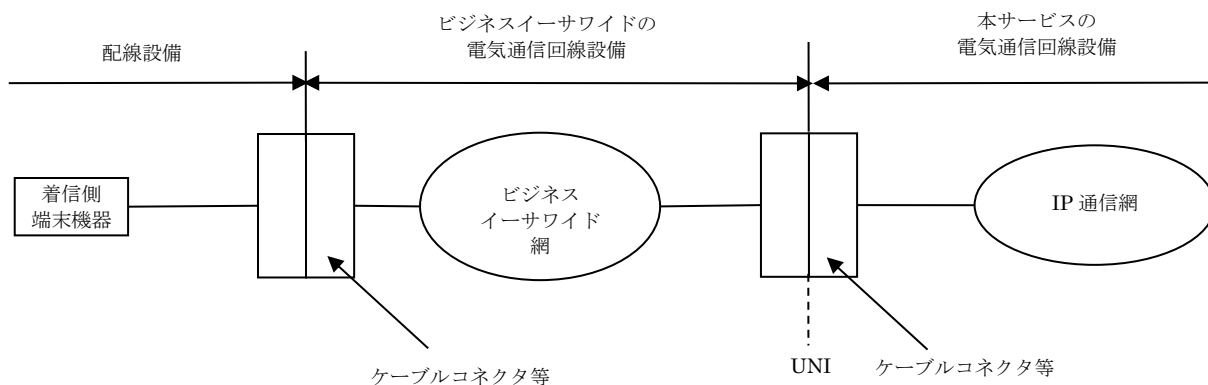 配線設備
ビジネスイーサワイドの
電気通信回線設備
本サービスの
電気通信回線設備
着信側
端末機器
ビジネス
イーサワイド
網
IP 通信網
ケーブルコネクタ等
UNI
ケーブルコネクタ等